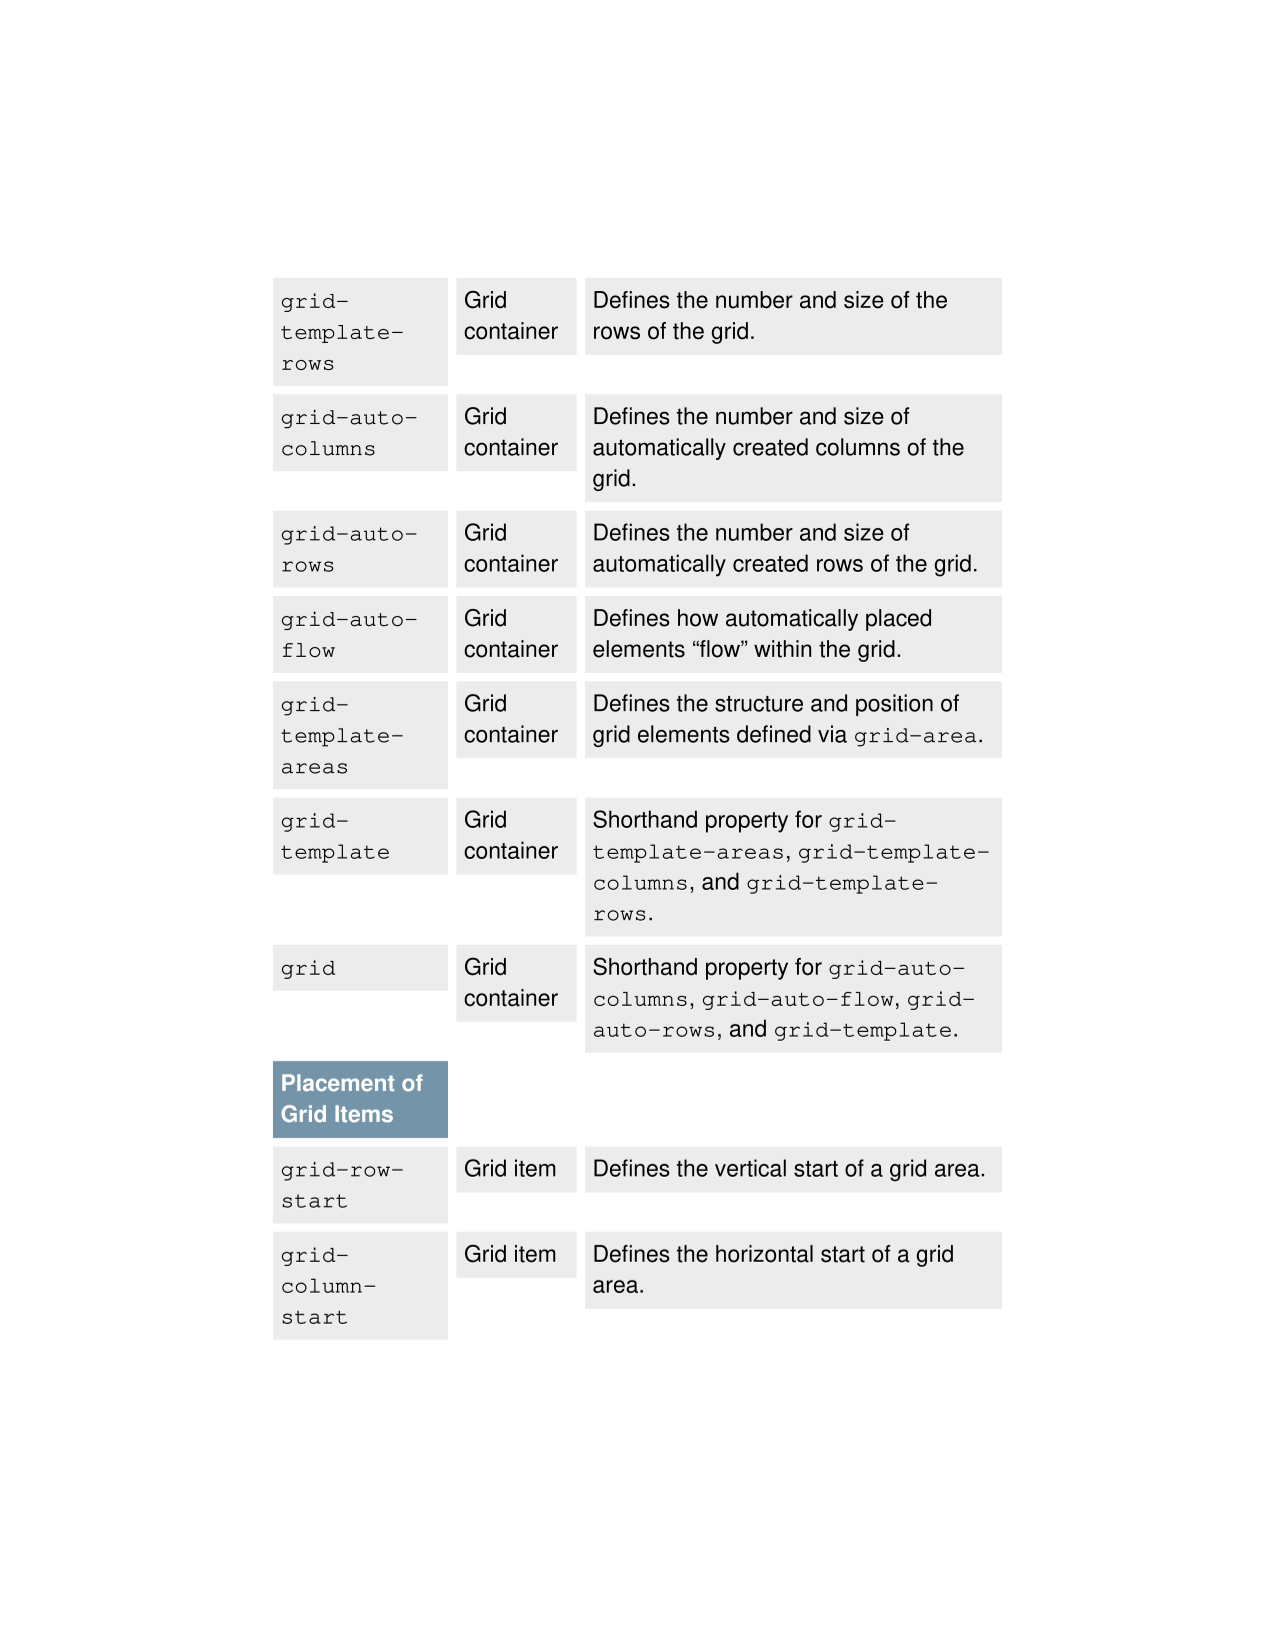 grid-
template-
rows
Grid
container
Defines the number and size of the
rows of the grid.
grid-auto-
columns
Grid
container
Defines the number and size of
automatically created columns of the
grid.
grid-auto-
rows
Grid
container
Defines the number and size of
automatically created rows of the grid.
grid-auto-
flow
Grid
container
Defines how automatically placed
elements “flow” within the grid.
grid-
template-
areas
Grid
container
Defines the structure and position of
grid elements defined via grid-area.
grid-
template
Grid
container
Shorthand property for grid-
template-areas, grid-template-
columns, and grid-template-
rows.
grid
Grid
container
Shorthand property for grid-auto-
columns, grid-auto-flow, grid-
auto-rows, and grid-template.
Placement of
Grid Items
grid-row-
start
Grid item
Defines the vertical start of a grid area.
grid-
column-
start
Grid item
Defines the horizontal start of a grid
area.